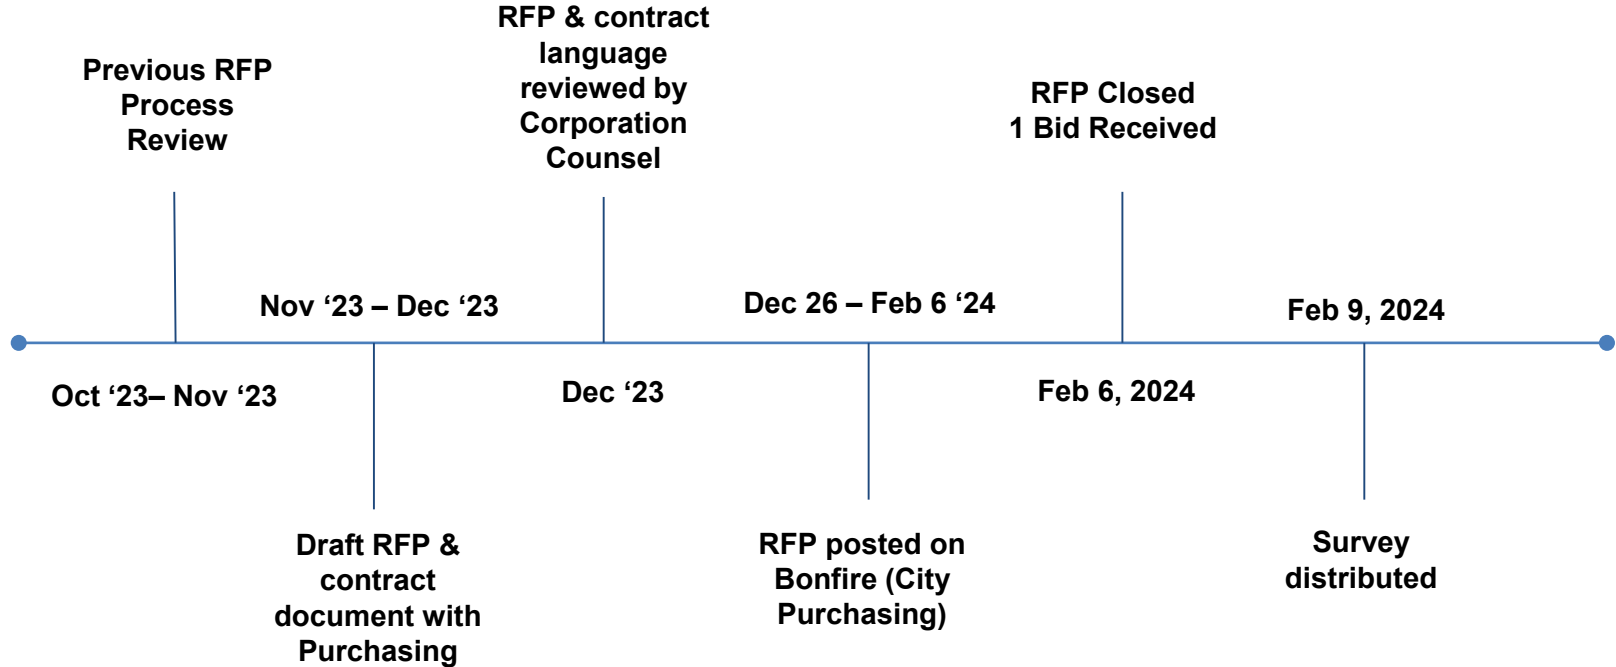 Previous RFP
Process
Review
RFP & contract
language
reviewed by
Corporation
Counsel
RFP Closed
1 Bid Received
Nov ‘23 – Dec ‘23
Dec 26 – Feb 6 ‘24
Feb 9, 2024
Oct ‘23– Nov ‘23
Dec ‘23
Feb 6, 2024
Draft RFP &
contract
document with
Purchasing
RFP posted on
Bonfire (City
Purchasing)
Survey
distributed